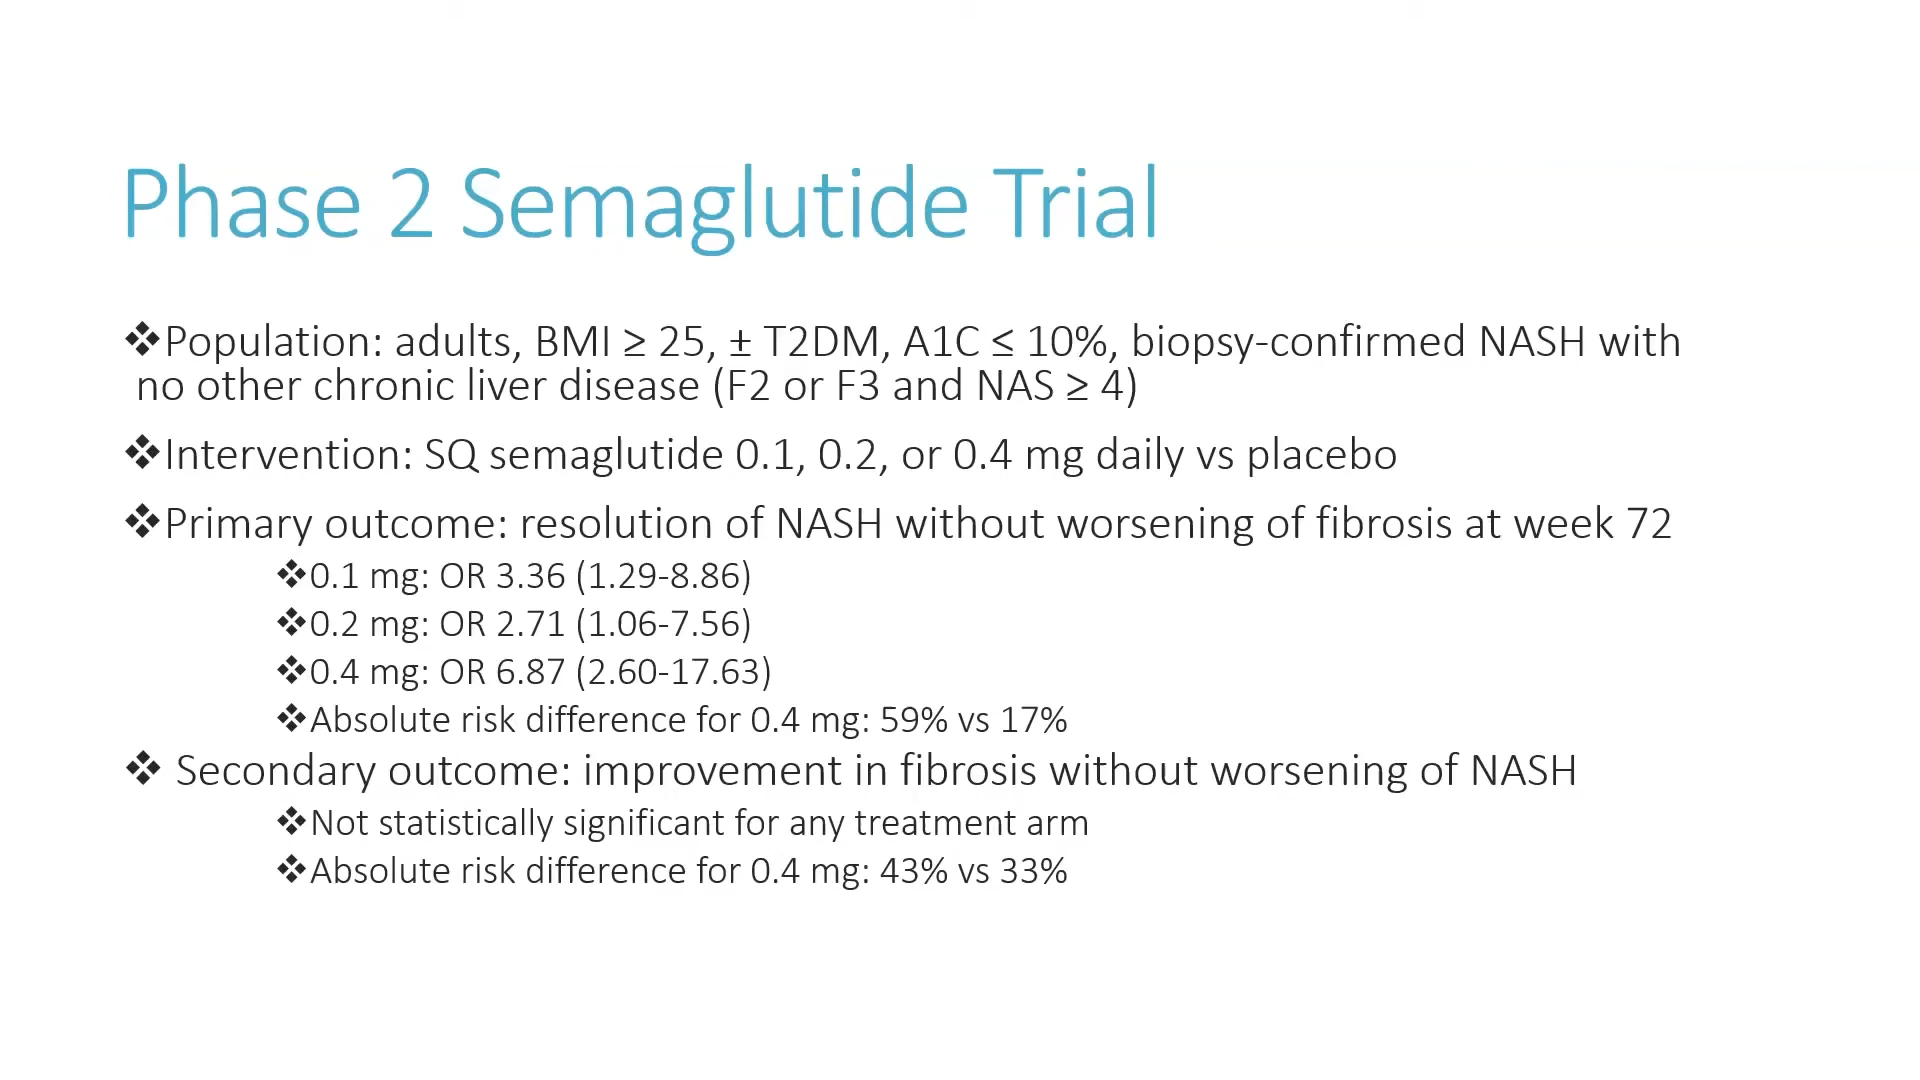 Phase 2 Semaglutide Trial
❖Population: adults, BMI ≥ 25, ± T2DM, A1C ≤ 10%, biopsy-confirmed NASH with
no other chronic liver disease (F2 or F3 and NAS ≥ 4)
❖Intervention: SQ semaglutide 0.1, 0.2, or 0.4 mg daily vs placebo
❖Primary outcome: resolution of NASH without worsening of fibrosis at week 72
❖0.1 mg: OR 3.36 (1.29-8.86)
❖0.2 mg: OR 2.71 (1.06-7.56)
❖0.4 mg: OR 6.87 (2.60-17.63)
❖Absolute risk difference for 0.4 mg: 59% vs 17%
❖ Secondary outcome: improvement in fibrosis without worsening of NASH
❖Not statistically significant for any treatment arm
❖Absolute risk difference for 0.4 mg: 43% vs 33%